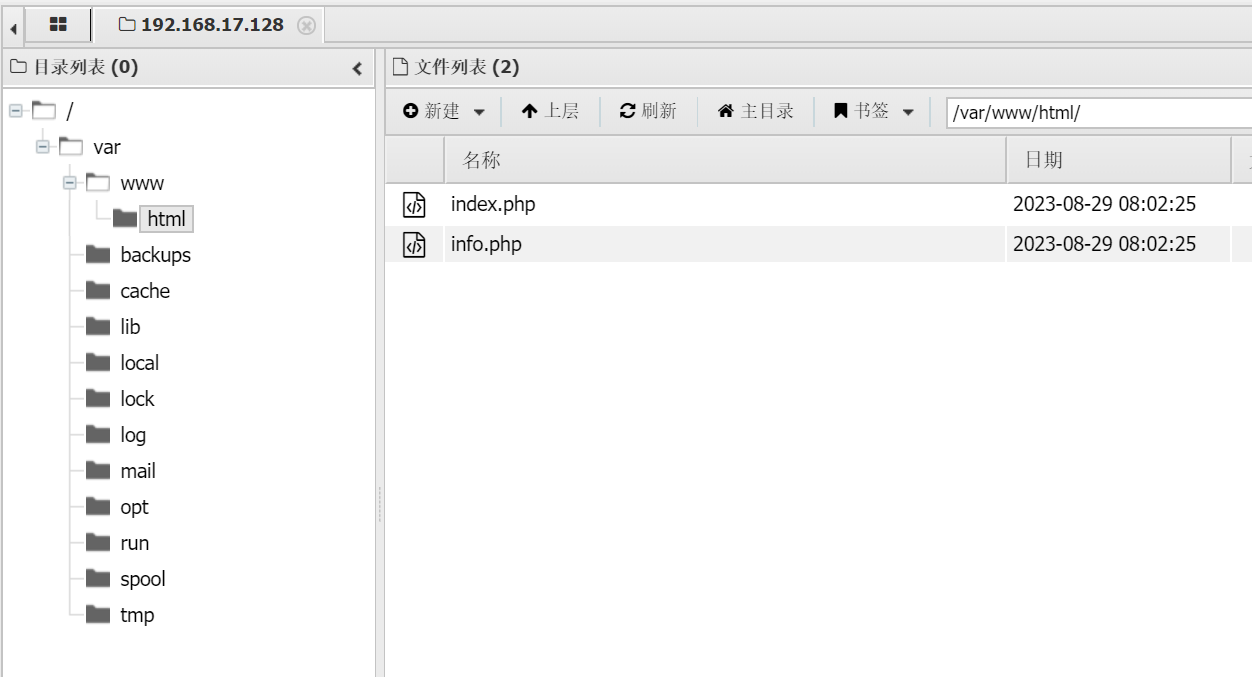 192.168.17.128
目录列表 (0)
/
var
www
html
backups
cache
lib
local
lock
log
mail
opt
run
spool
tmp
文件列表 (2)
新建 上层 刷新 主目录 书签 /var/www/html/
名称 日期
index.php 2023-08-29 08:02:25
info.php 2023-08-29 08:02:25